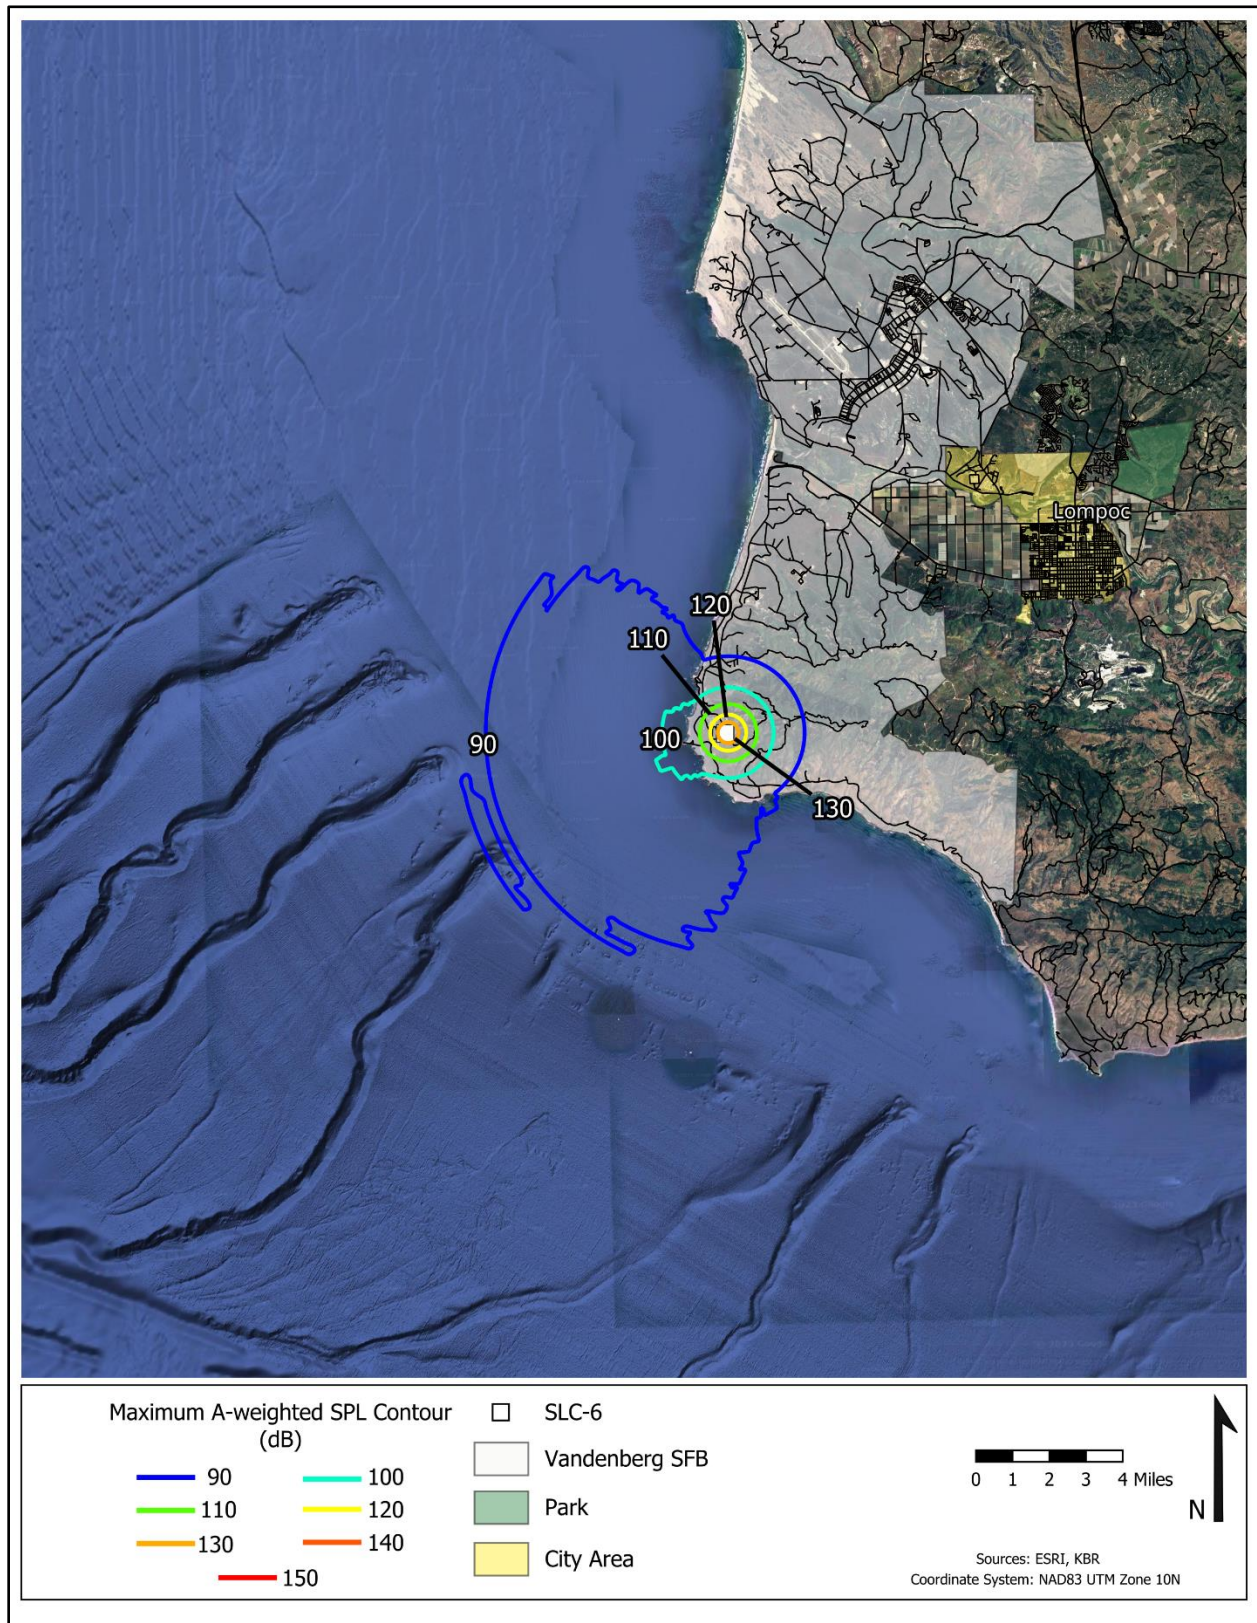 Lompoc
120
110
90
100
130
Maximum A-weighted SPL Contour
(dB)
90
100
110
120
130
140
150
SLC-6
Vandenberg SFB
Park
City Area
0 1 2 3 4 Miles
N
Sources: ESRI, KBR
Coordinate System: NAD83 UTM Zone 10N